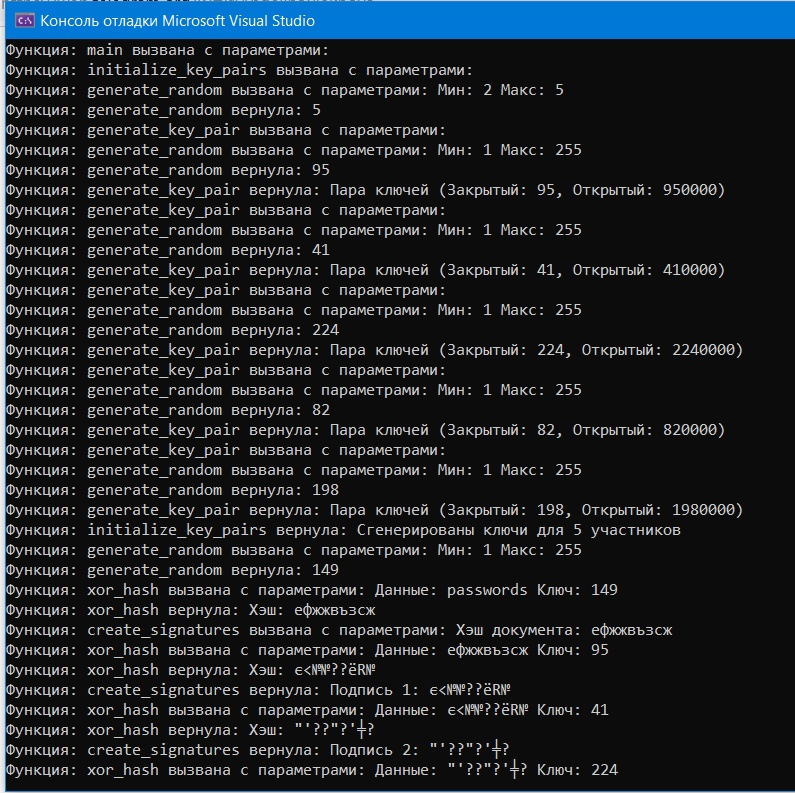 Консоль отладки Microsoft Visual Studio
Функция: main вызвана с параметрами:
Функция: initialize_key_pairs вызвана с параметрами:
Функция: generate_random вызвана с параметрами: Мин: 2 Макс: 5
Функция: generate_random вернула: 5
Функция: generate_key_pair вызвана с параметрами:
Функция: generate_random вызвана с параметрами: Мин: 1 Макс: 255
Функция: generate_random вернула: 95
Функция: generate_key_pair вернула: Пара ключей (Закрытый: 95, Открытый: 950000)
Функция: generate_key_pair вызвана с параметрами:
Функция: generate_random вызвана с параметрами: Мин: 1 Макс: 255
Функция: generate_random вернула: 41
Функция: generate_key_pair вернула: Пара ключей (Закрытый: 41, Открытый: 410000)
Функция: generate_key_pair вызвана с параметрами:
Функция: generate_random вызвана с параметрами: Мин: 1 Макс: 255
Функция: generate_random вернула: 224
Функция: generate_key_pair вернула: Пара ключей (Закрытый: 224, Открытый: 2240000)
Функция: generate_key_pair вызвана с параметрами:
Функция: generate_random вызвана с параметрами: Мин: 1 Макс: 255
Функция: generate_random вернула: 82
Функция: generate_key_pair вернула: Пара ключей (Закрытый: 82, Открытый: 820000)
Функция: generate_key_pair вызвана с параметрами:
Функция: generate_random вызвана с параметрами: Мин: 1 Макс: 255
Функция: generate_random вернула: 198
Функция: generate_key_pair вернула: Пара ключей (Закрытый: 198, Открытый: 1980000)
Функция: initialize_key_pairs вернула: Сгенерированы ключи для 5 участников
Функция: generate_random вызвана с параметрами: Мин: 1 Макс: 255
Функция: generate_random вернула: 149
Функция: xor_hash вызвана с параметрами: Данные: passwords Ключ: 149
Функция: xor_hash вернула: Хэш: ефжжвъзсж
Функция: create_signatures вызвана с параметрами: Хэш документа: ефжжвъзсж
Функция: xor_hash вызвана с параметрами: Данные: ефжжвъзсж Ключ: 95
Функция: xor_hash вернула: Хэш: є<№№??ёR№
Функция: create_signatures вернула: Подпись 1: є<№№??ёR№
Функция: xor_hash вызвана с параметрами: Данные: є<№№??ёR№ Ключ: 41
Функция: xor_hash вернула: Хэш: "'??"?'╬?
Функция: create_signatures вернула: Подпись 2: "'??"?'╬?
Функция: xor_hash вызвана с параметрами: Данные: "'??"?'╬? Ключ: 224